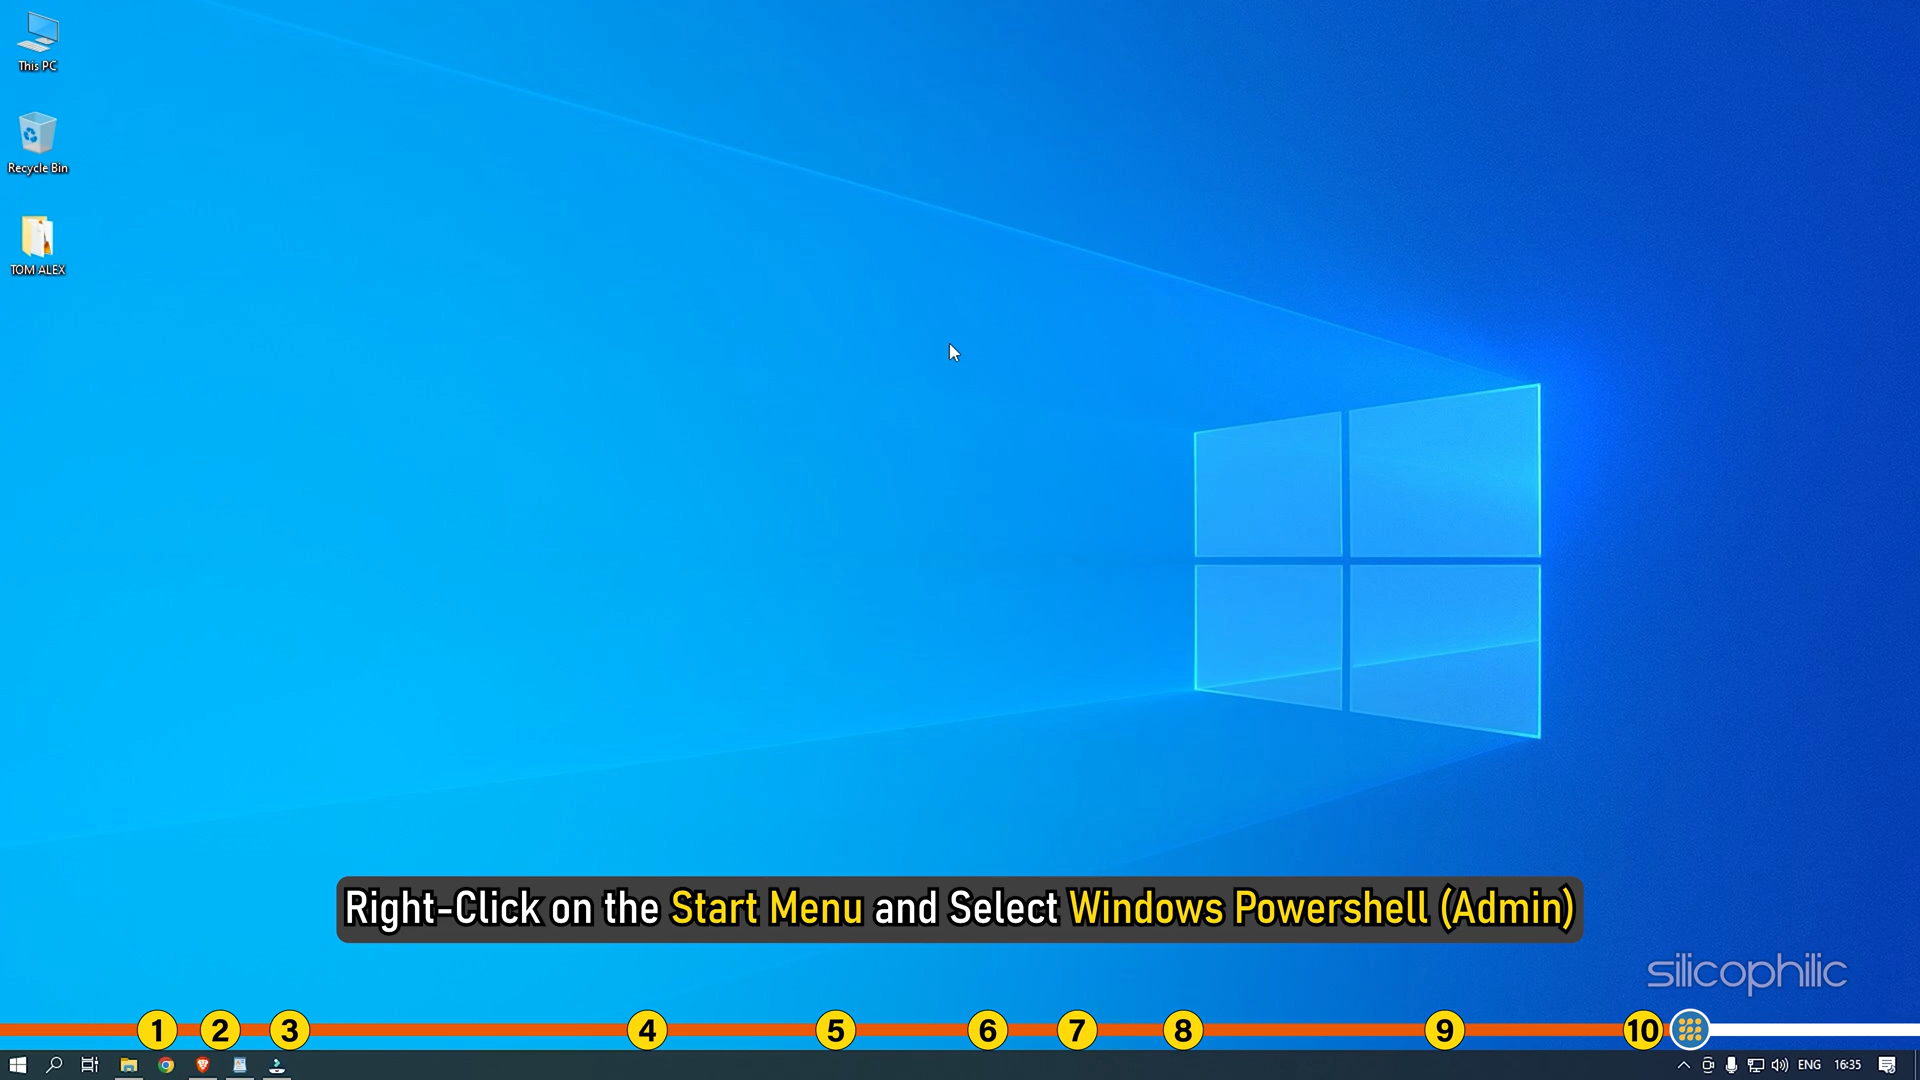 This PC
Recycle Bin
TOM ALEX
Right-Click on the Start Menu and Select Windows Powershell (Admin)
silicophilic
1 2 3 4 5 6 7 8 9 10
ENG 16:35